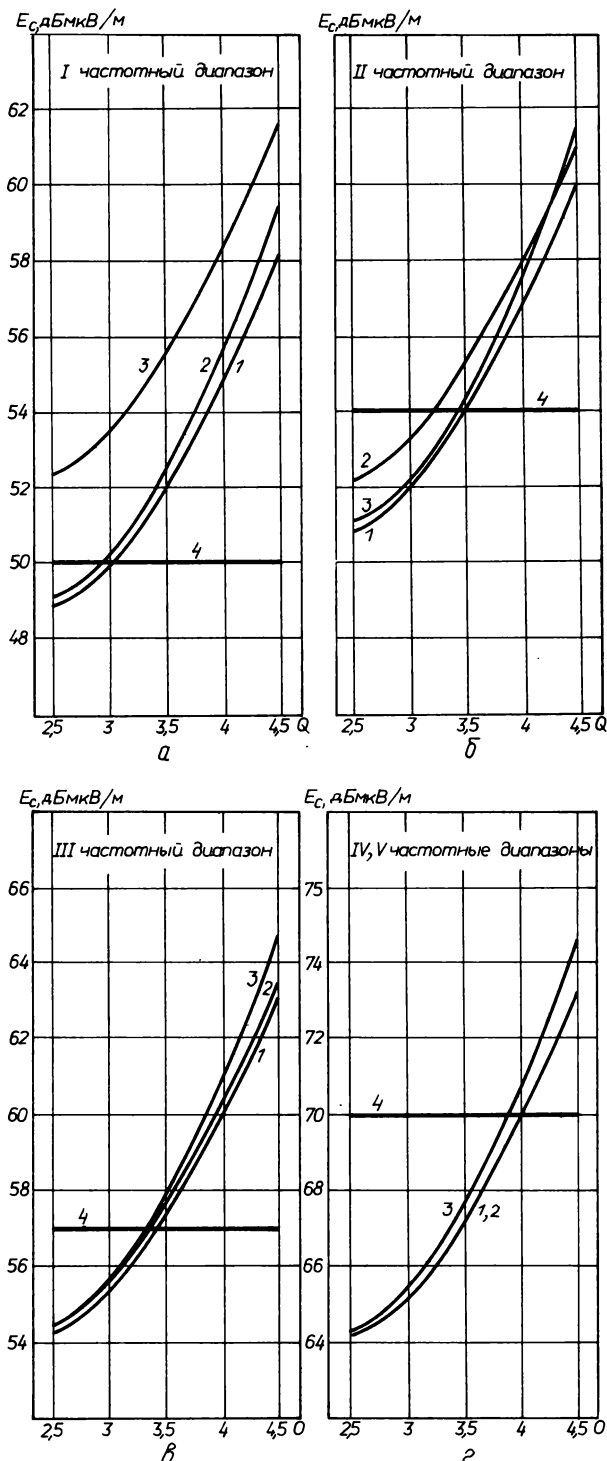 Ec, дБмкВ/м
Ec, дБмкВ/м
I частотный диапазон
II частотный диапазон
62
60
58
56
54
52
50
48
3
2
1
4
4
2
3
1
2,5 3 3,5 4 4,5 Q
2,5 3 3,5 4 4,5 Q
а
б
Ec, дБмкВ/м
Ec, дБмкВ/м
III частотный диапазон
IV, V частотные диапазоны
66
64
62
60
58
56
54
75
74
72
70
68
66
64
3
2
1
4
4
3
1,2
2,5 3 3,5 4 4,5 O
2,5 3 3,5 4 4,5 O
в
г